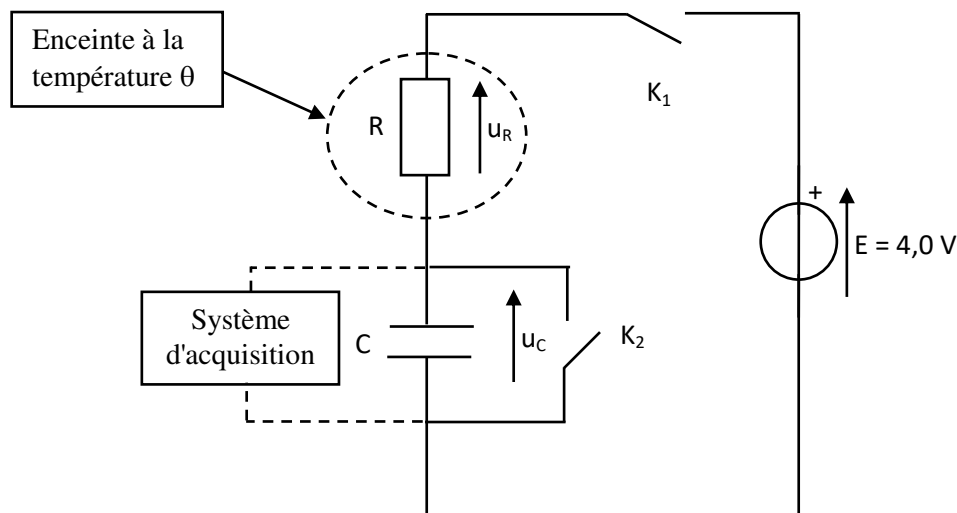 Enceinte à la
température θ
K₁
R
u_R
+
E = 4,0 V
Système
d'acquisition
C
u_C
K₂